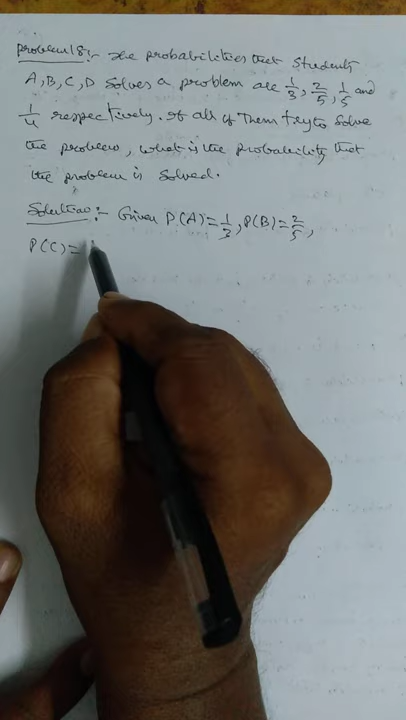 Problem 18:- The probabilities that students
A, B, C, D solves a problem are 1/3, 2/5, 1/5 and
1/4 respectively. If all of them try to solve
the problem, what is the probability that
the problem is solved.
Solution:- Given P(A)=1/3, P(B)=2/5,
P(C)=